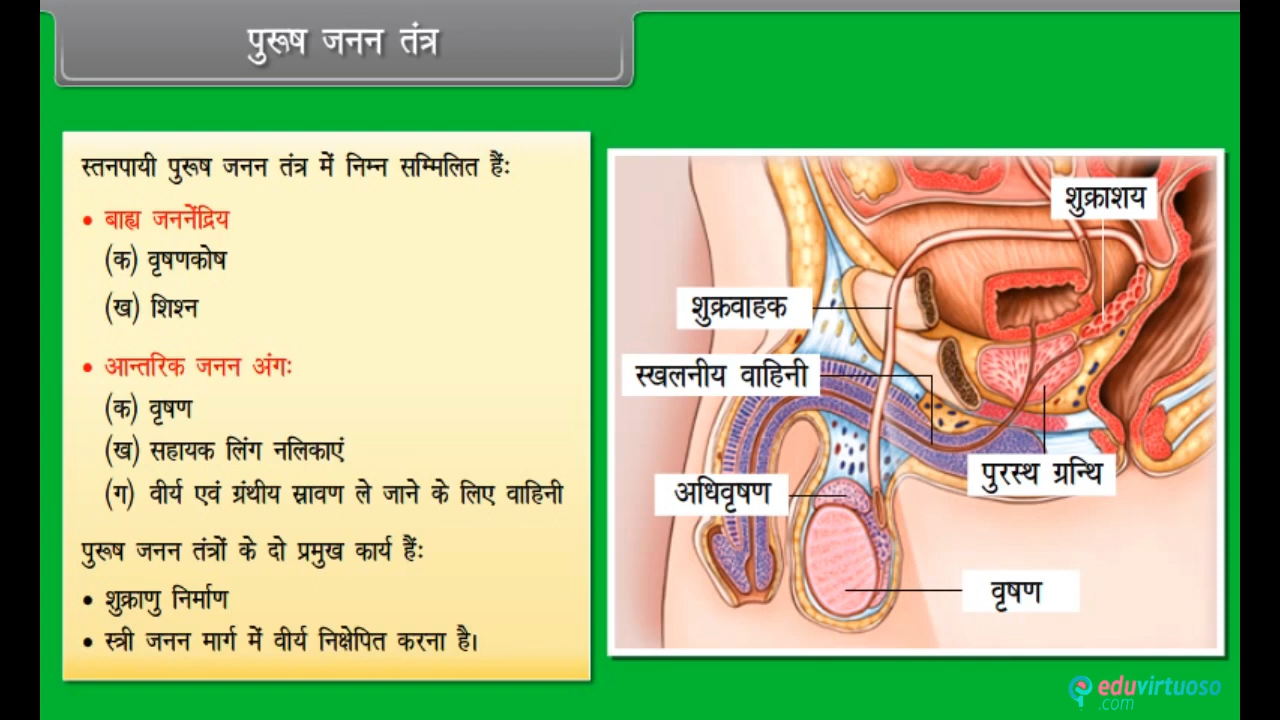 पुरूष जनन तंत्र
स्तनपायी पुरूष जनन तंत्र में निम्न सम्मिलित हैंः
• बाह्य जननेंद्रिय
(क) वृषणकोष
(ख) शिश्न
• आन्तरिक जनन अंगः
(क) वृषण
(ख) सहायक लिंग नलिकाएं
(ग) वीर्य एवं ग्रंथीय स्रावण ले जाने के लिए वाहिनी
पुरूष जनन तंत्रों के दो प्रमुख कार्य हैंः
• शुक्राणु निर्माण
• स्त्री जनन मार्ग में वीर्य निक्षेपित करना है।
शुक्राशय
शुक्रवाहक
स्खलनीय वाहिनी
पुरस्थ ग्रन्थि
अधिवृषण
वृषण
eduvirtuoso
.com